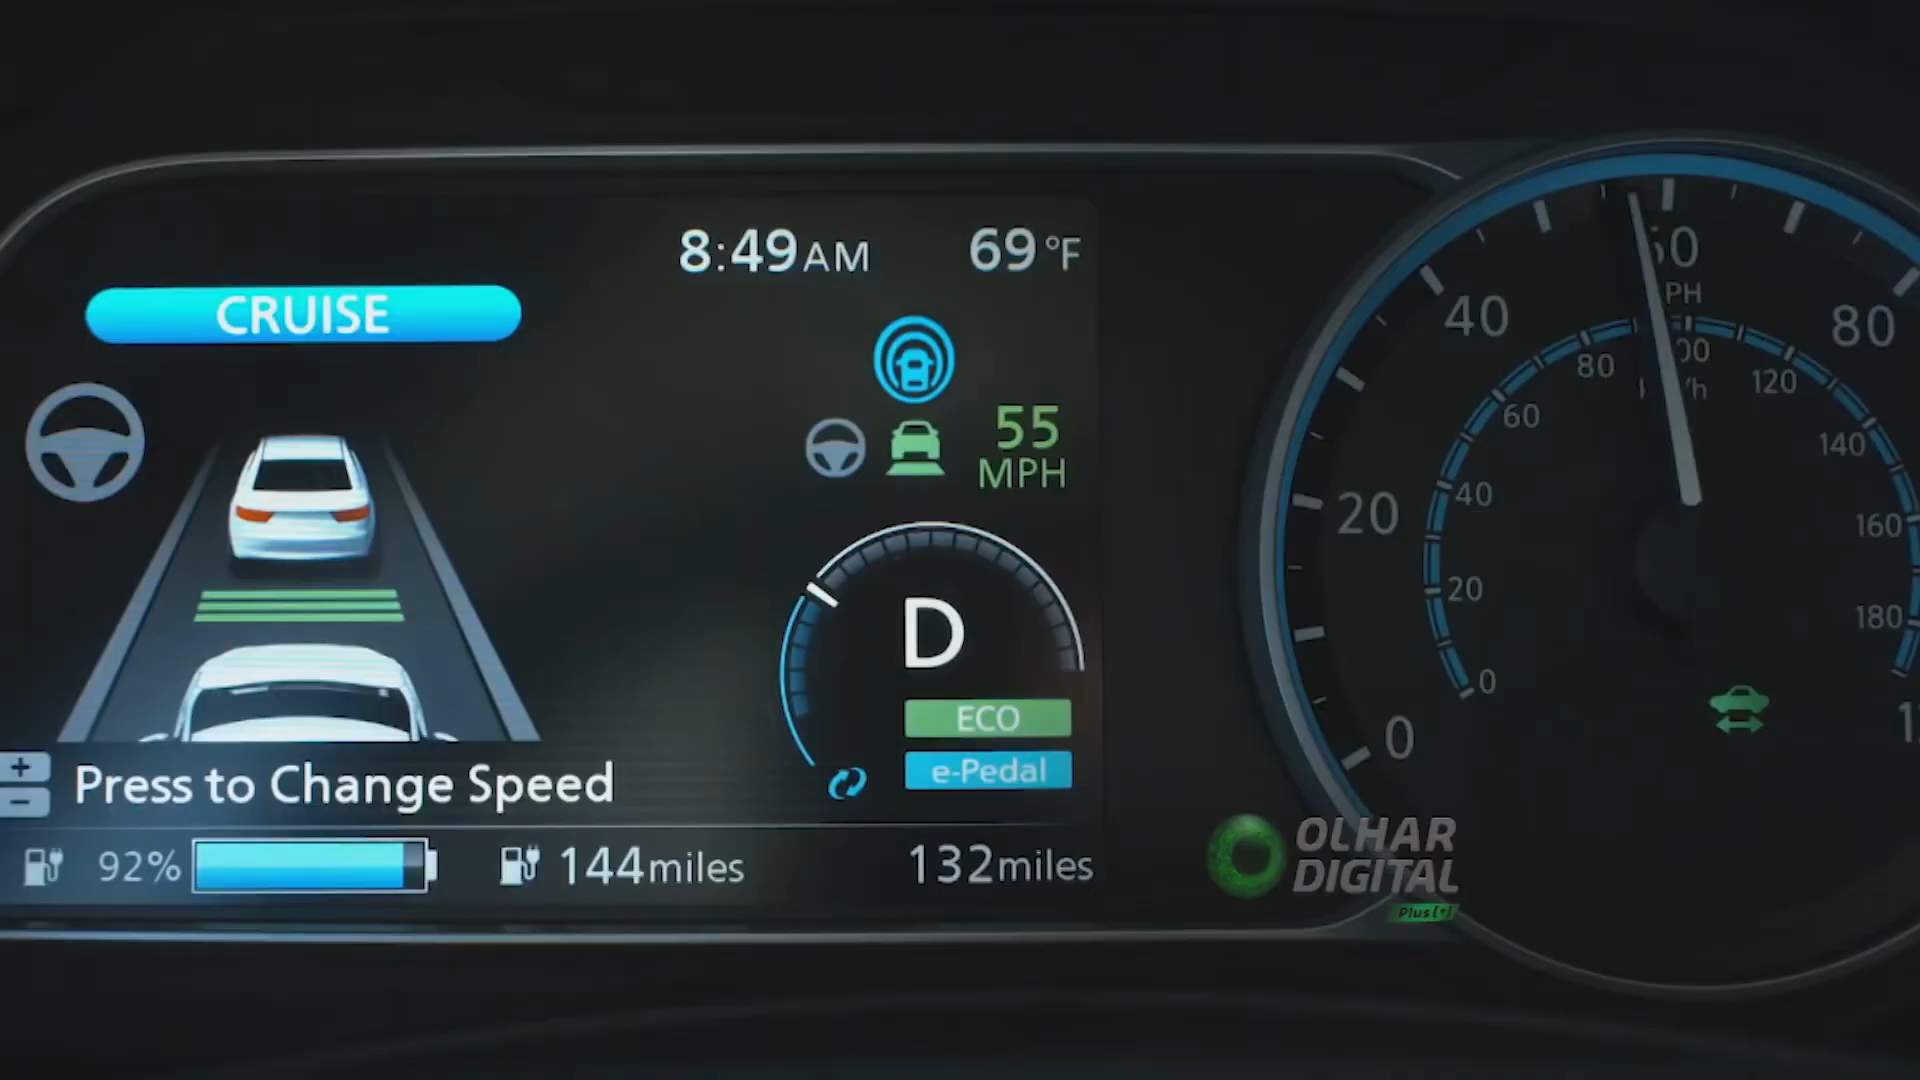 8:49AM 69°F
CRUISE
55
MPH
D
ECO
e-Pedal
+
-
Press to Change Speed
92% 144miles 132miles
0
20
40
80
0
20
40
60
80
120
140
160
180
OLHAR
DIGITAL
Plus[+]